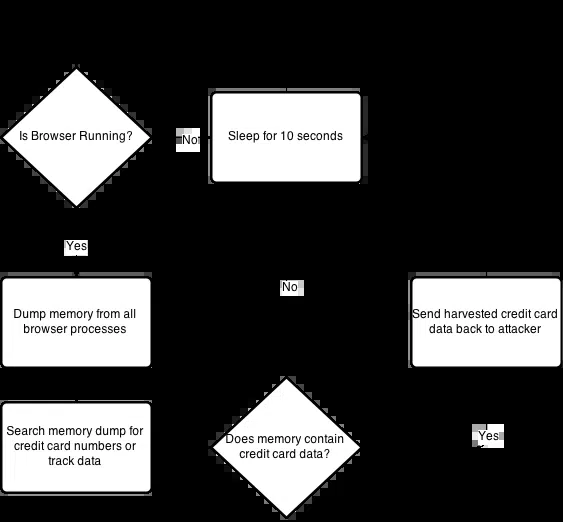 Is Browser Running?
No
Sleep for 10 seconds
Yes
Dump memory from all
browser processes
No
Send harvested credit card
data back to attacker
Search memory dump for
credit card numbers or
track data
Does memory contain
credit card data?
Yes